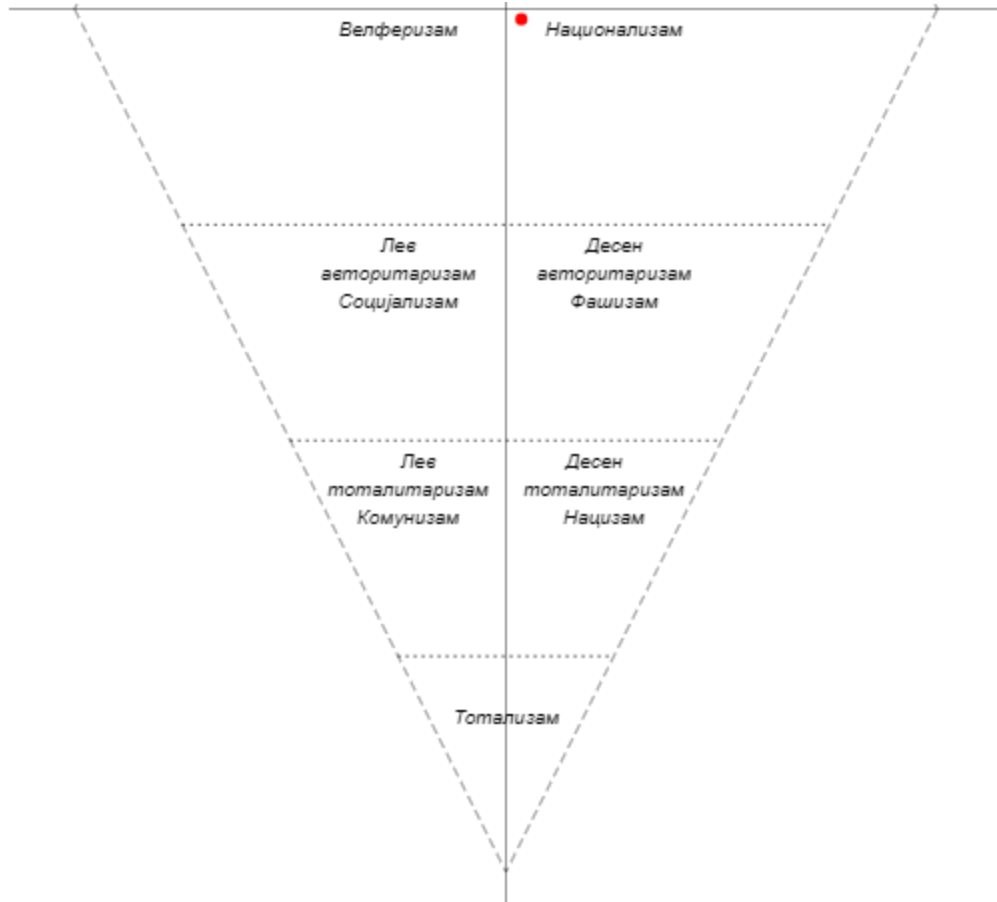 Велферизам
Национализам
Лев
авторитаризам
Социјализам
Десен
авторитаризам
Фашизам
Лев
тоталитаризам
Комунизам
Десен
тоталитаризам
Нацизам
Тотализам